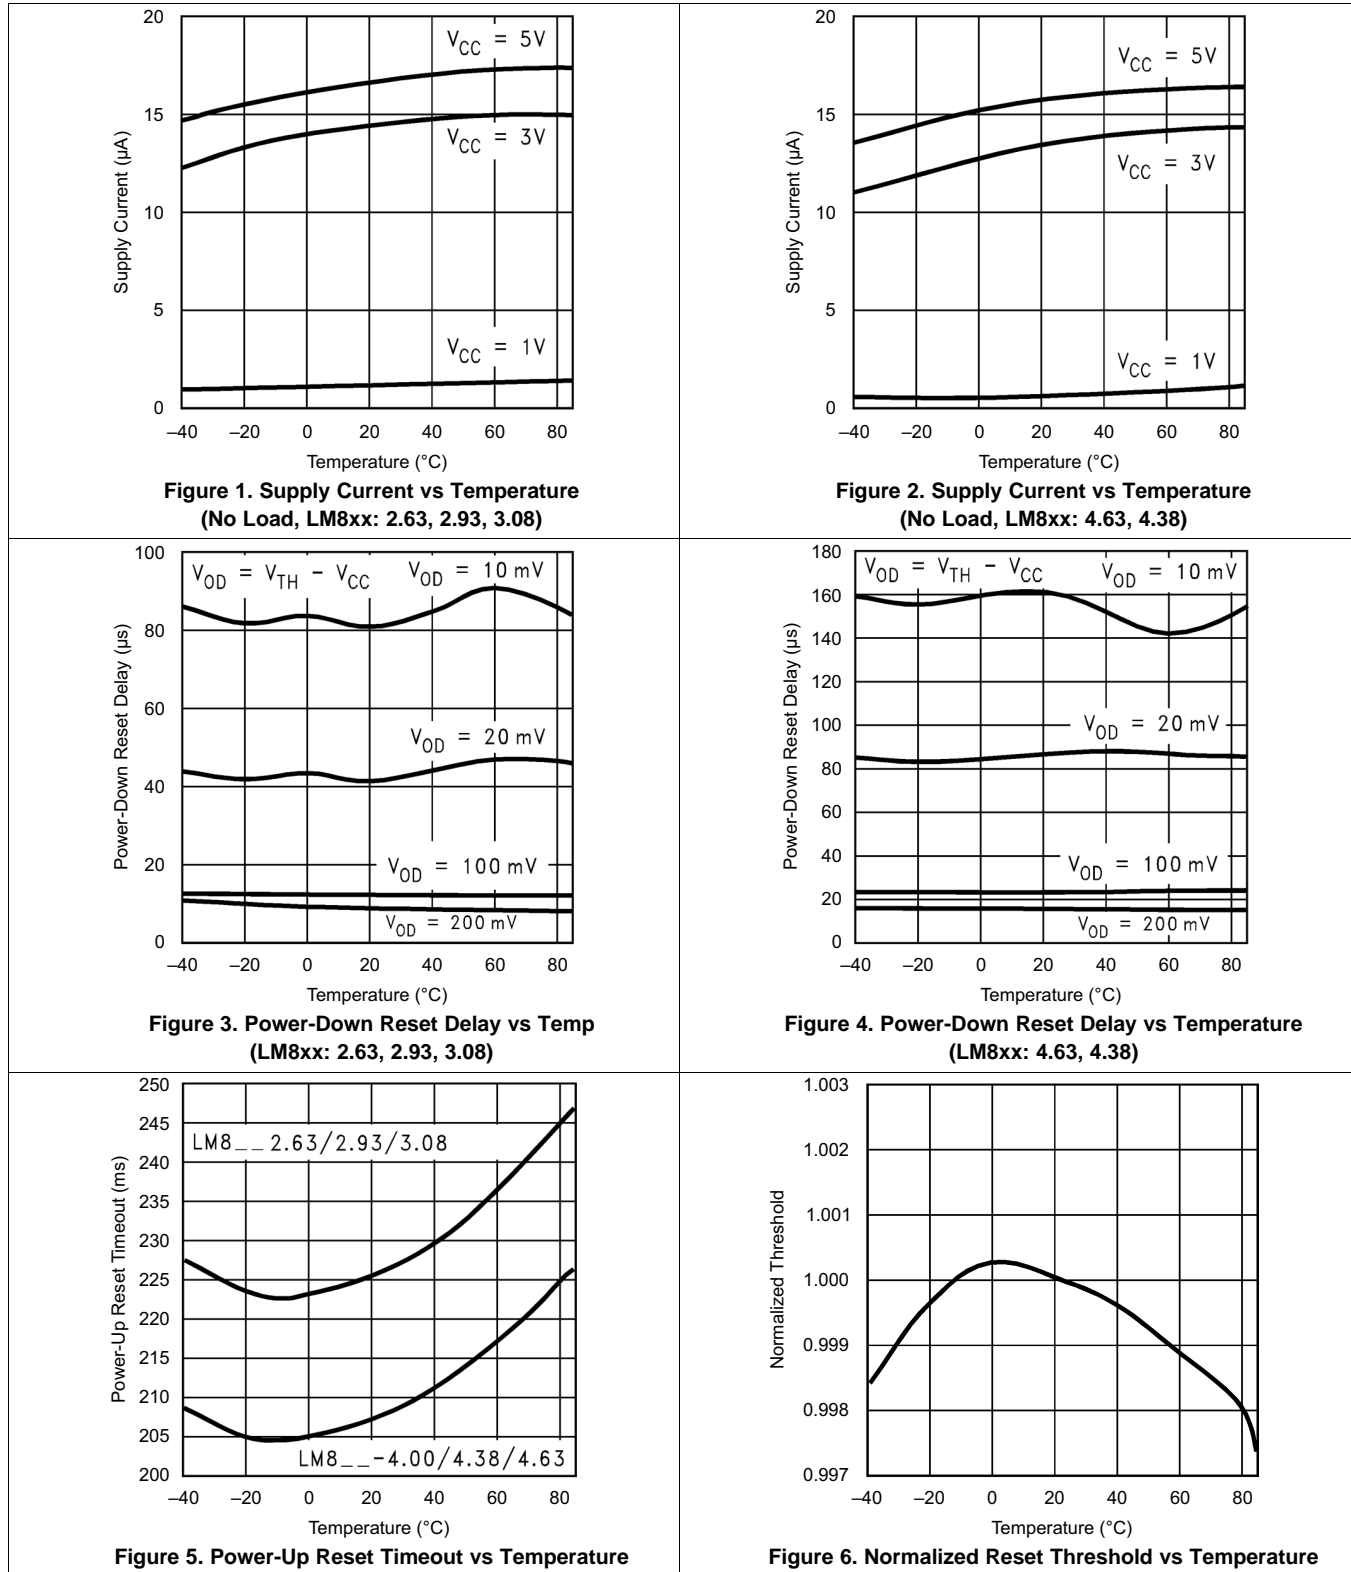 20
15
10
5
0
Supply Current (µA)
V_CC = 5V
V_CC = 3V
V_CC = 1V
–40 –20 0 20 40 60 80
Temperature (°C)
Figure 1. Supply Current vs Temperature
(No Load, LM8xx: 2.63, 2.93, 3.08)
20
15
10
5
0
Supply Current (µA)
V_CC = 5V
V_CC = 3V
V_CC = 1V
–40 –20 0 20 40 60 80
Temperature (°C)
Figure 2. Supply Current vs Temperature
(No Load, LM8xx: 4.63, 4.38)
100
80
60
40
20
0
Power-Down Reset Delay (µs)
V_OD = V_TH - V_CC V_OD = 10 mV
V_OD = 20 mV
V_OD = 100 mV
V_OD = 200 mV
–40 –20 0 20 40 60 80
Temperature (°C)
Figure 3. Power-Down Reset Delay vs Temp
(LM8xx: 2.63, 2.93, 3.08)
180
160
140
120
100
80
60
40
20
0
Power-Down Reset Delay (µs)
V_OD = V_TH - V_CC V_OD = 10 mV
V_OD = 20 mV
V_OD = 100 mV
V_OD = 200 mV
–40 –20 0 20 40 60 80
Temperature (°C)
Figure 4. Power-Down Reset Delay vs Temperature
(LM8xx: 4.63, 4.38)
250
245
240
235
230
225
220
215
210
205
200
Power-Up Reset Timeout (ms)
LM8__ 2.63/2.93/3.08
LM8__-4.00/4.38/4.63
–40 –20 0 20 40 60 80
Temperature (°C)
Figure 5. Power-Up Reset Timeout vs Temperature
1.003
1.002
1.001
1.000
0.999
0.998
0.997
Normalized Threshold
–40 –20 0 20 40 60 80
Temperature (°C)
Figure 6. Normalized Reset Threshold vs Temperature